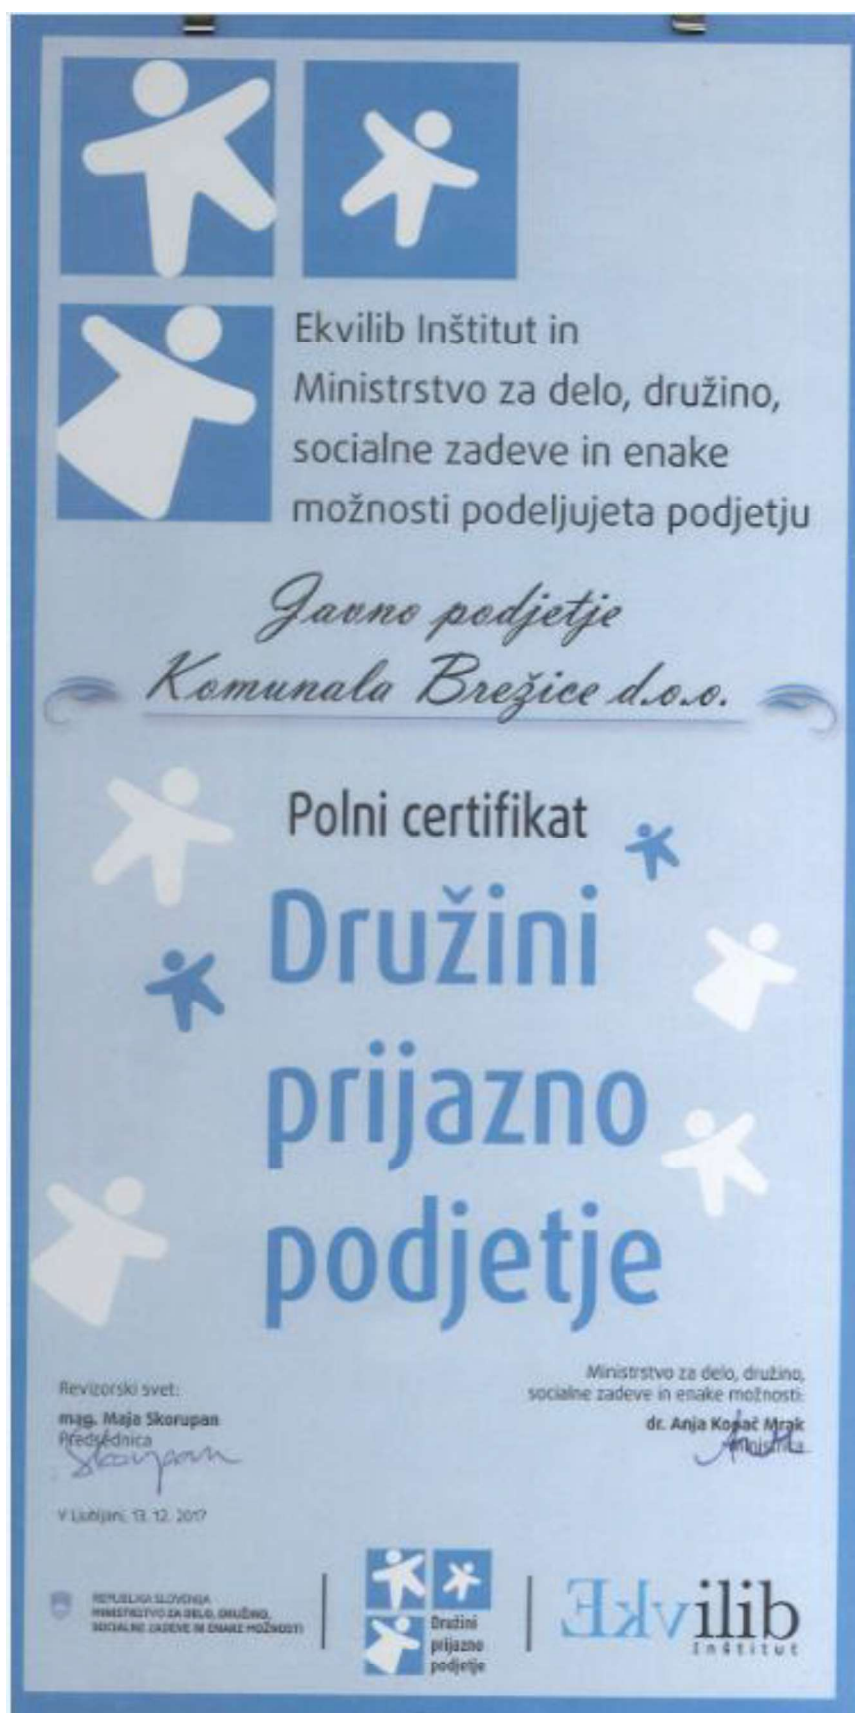 Ekvilib Inštitut in
Ministrstvo za delo, družino,
socialne zadeve in enake
možnosti podeljujeta podjetju
Javno podjetje
Komunala Brežice d.o.o.
Polni certifikat
Družini
prijazno
podjetje
Revizorski svet:
mag. Maja Skorupan
Predsednica
Skorupan
V Ljubljani, 13. 12. 2017
Ministrstvo za delo, družino,
socialne zadeve in enake možnosti:
dr. Anja Kopač Mrak
ministrica
REPUBLIKA SLOVENIJA
MINISTRSTVO ZA DELO, DRUŽINO,
SOCIALNE ZADEVE IN ENAKE MOŽNOSTI
Družini
prijazno
podjetje
Ekvilib
Inštitut